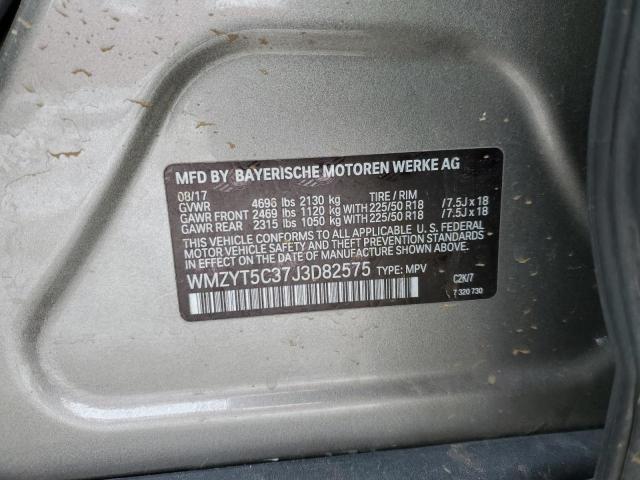 MFD BY BAYERISCHE MOTOREN WERKE AG
08/17
GVWR 4696 lbs 2130 kg TIRE / RIM
GAWR FRONT 2469 lbs 1120 kg WITH 225/50 R18 /7.5J x 18
GAWR REAR 2315 lbs 1050 kg WITH 225/50 R18 /7.5J x 18
THIS VEHICLE CONFORMS TO ALL APPLICABLE U. S. FEDERAL
MOTOR VEHICLE SAFETY, BUMPER, AND THEFT PREVENTION
STANDARDS IN EFFECT ON THE DATE OF MANUFACTURE SHOWN
ABOVE.
WMZYT5C37J3D82575 TYPE: MPV
C2K/7
7 320 730